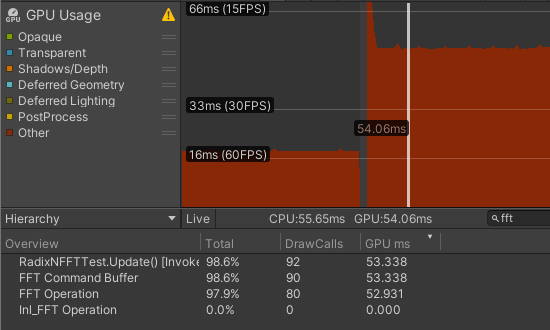 GPU Usage
GPU
Opaque
Transparent
Shadows/Depth
Deferred Geometry
Deferred Lighting
PostProcess
Other
66ms (15FPS)
33ms (30FPS)
54.06ms
16ms (60FPS)
Hierarchy Live CPU:55.65ms GPU:54.06ms fft
Overview Total DrawCalls GPU ms
RadixNFFTTest.Update() [Invoke 98.6% 92 53.338
FFT Command Buffer 98.6% 90 53.338
FFT Operation 97.9% 80 52.931
Inl_FFT Operation 0.0% 0 0.000